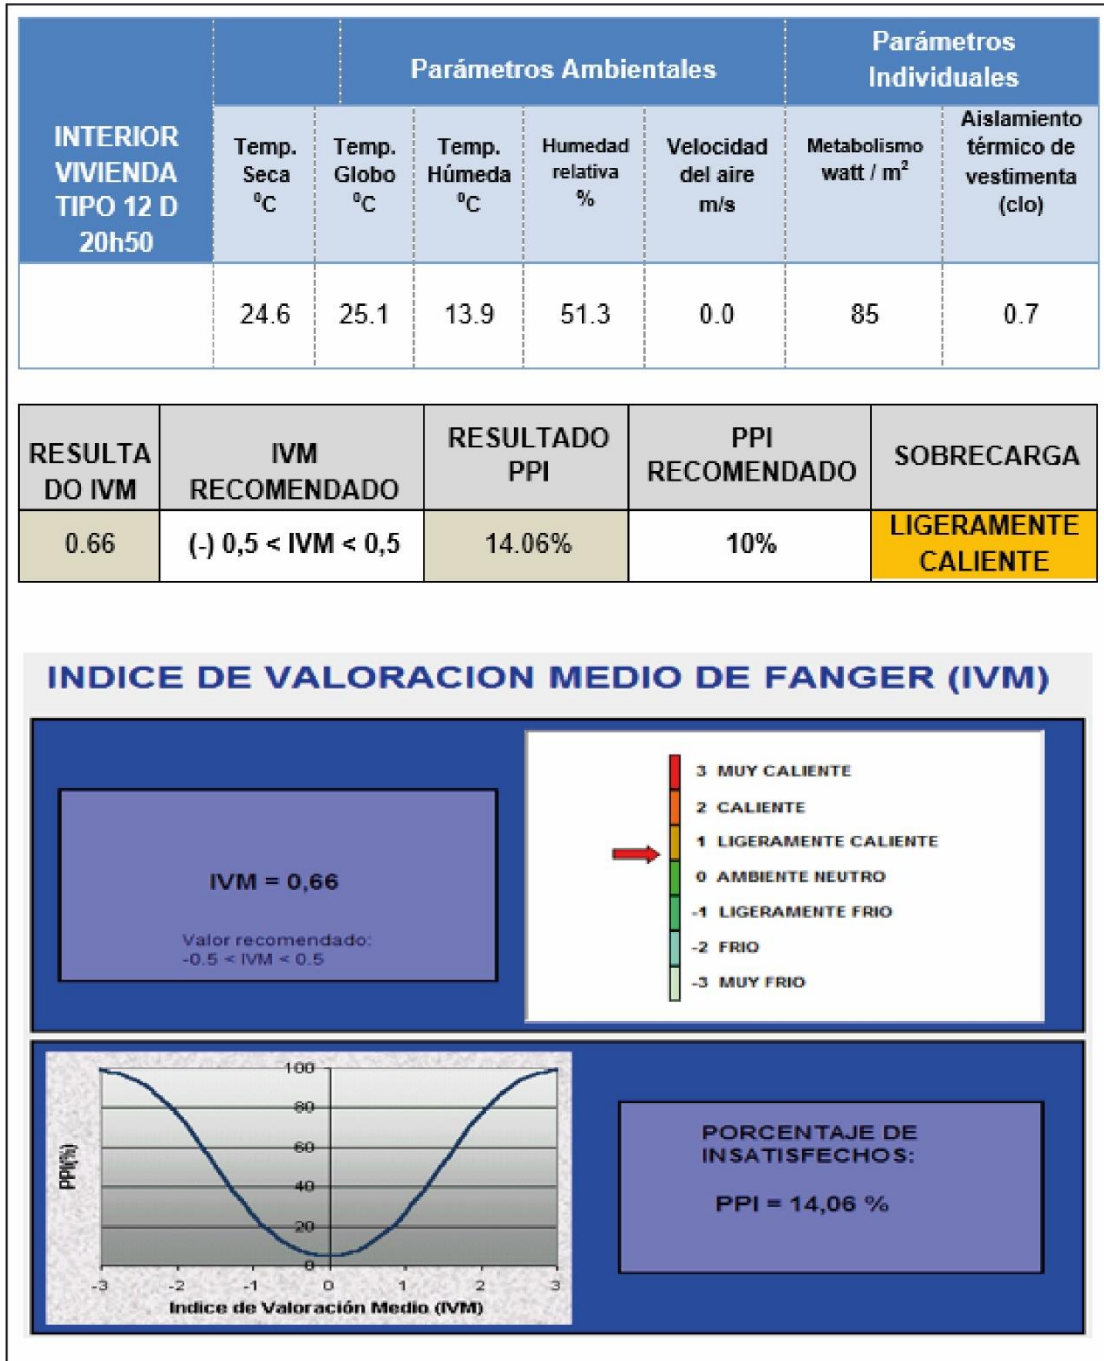 Parámetros Ambientales
Parámetros
Individuales
INTERIOR
VIVIENDA
TIPO 12 D
20h50
Temp.
Seca
⁰C
Temp.
Globo
⁰C
Temp.
Húmeda
⁰C
Humedad
relativa
%
Velocidad
del aire
m/s
Metabolismo
watt / m²
Aislamiento
térmico de
vestimenta
(clo)
24.6 25.1 13.9 51.3 0.0 85 0.7
RESULTA
DO IVM
IVM
RECOMENDADO
RESULTADO
PPI
PPI
RECOMENDADO
SOBRECARGA
0.66
(-) 0,5 < IVM < 0,5
14.06%
10%
LIGERAMENTE
CALIENTE
INDICE DE VALORACION MEDIO DE FANGER (IVM)
IVM = 0,66
Valor recomendado:
-0.5 < IVM < 0.5
3 MUY CALIENTE
2 CALIENTE
1 LIGERAMENTE CALIENTE
0 AMBIENTE NEUTRO
-1 LIGERAMENTE FRIO
-2 FRIO
-3 MUY FRIO
PPI(%)
100
80
60
40
20
0
-3 -2 -1 0 1 2 3
Indice de Valoración Medio (IVM)
PORCENTAJE DE
INSATISFECHOS:
PPI = 14,06 %